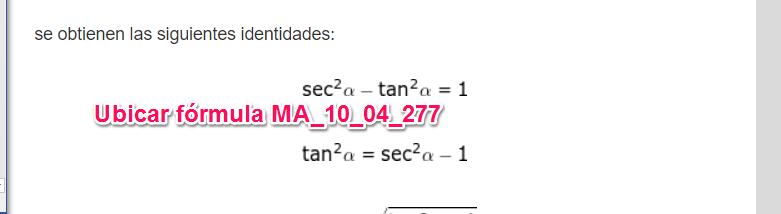 se obtienen las siguientes identidades:
sec²α – tan²α = 1
Ubicar fórmula MA_10_04_277
tan²α = sec²α – 1